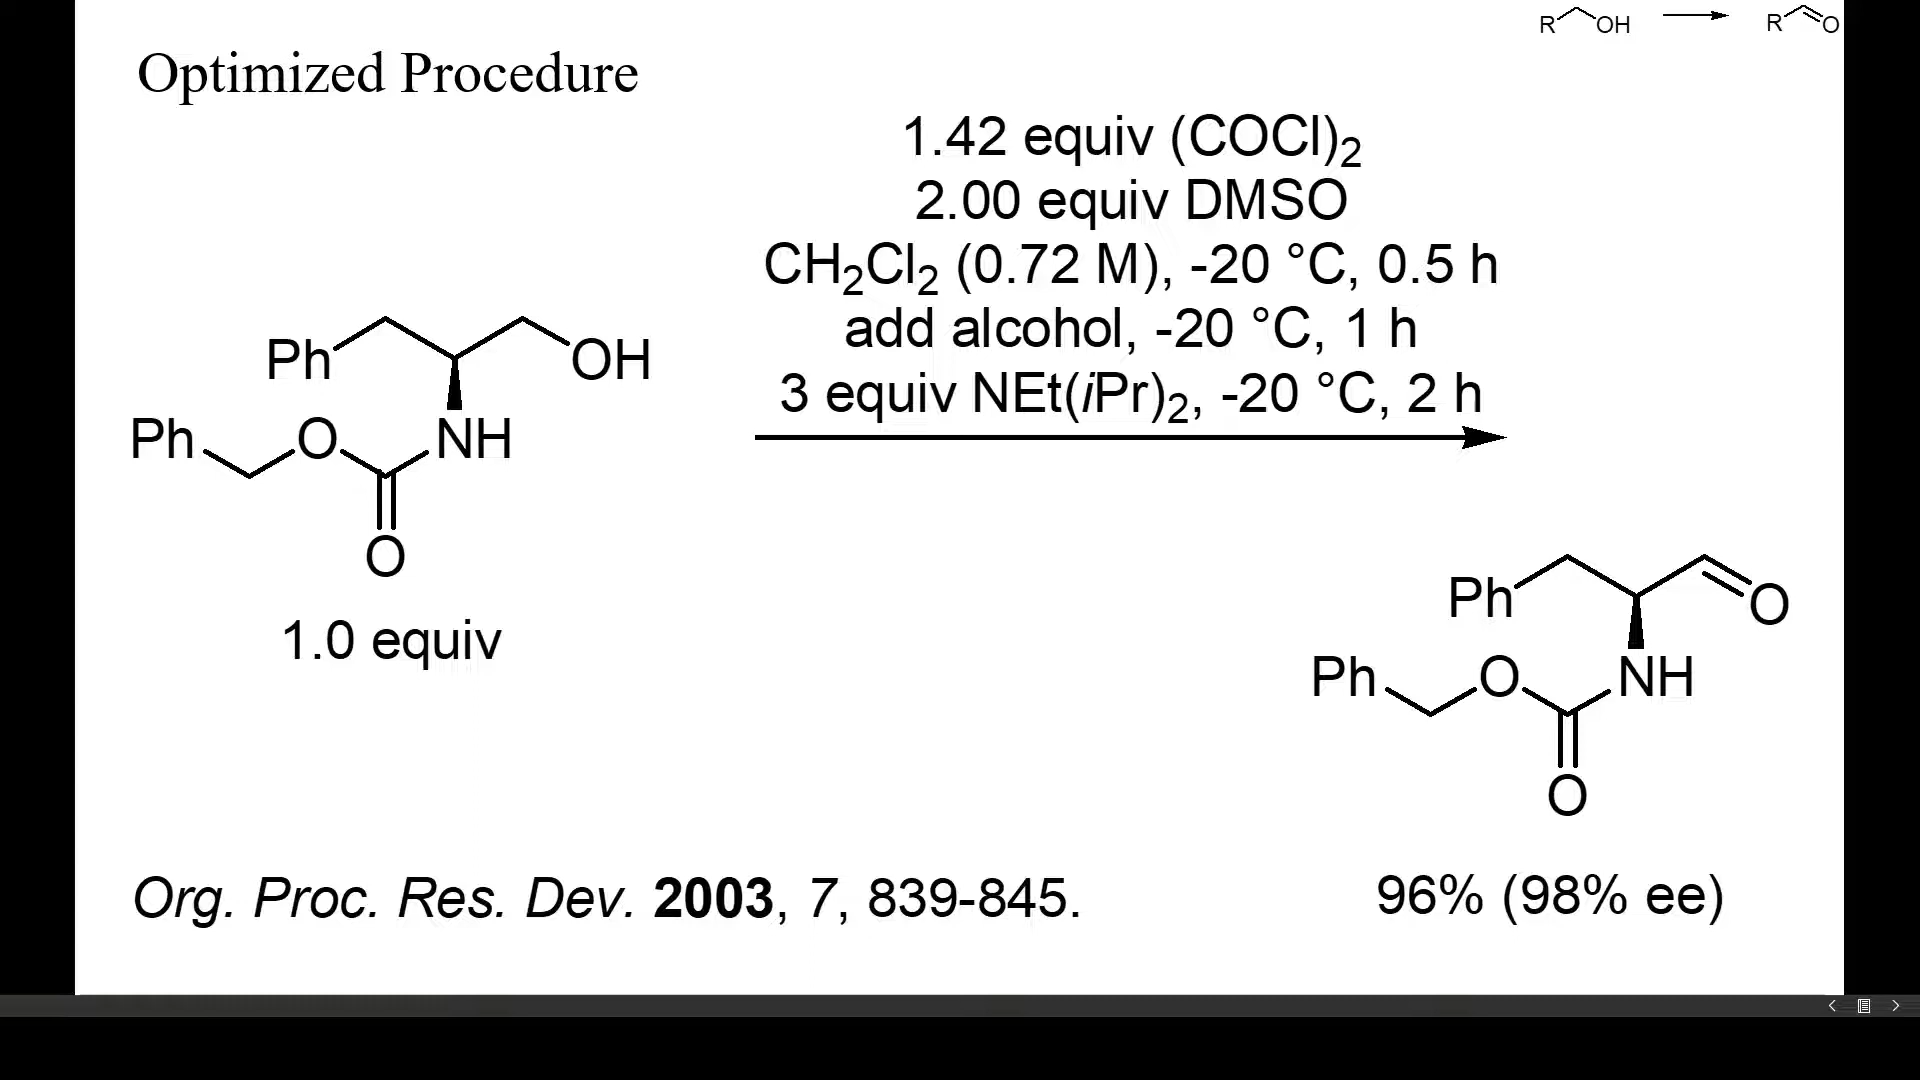 R OH R O
Optimized Procedure
1.42 equiv (COCl)₂
2.00 equiv DMSO
CH₂Cl₂ (0.72 M), -20 °C, 0.5 h
add alcohol, -20 °C, 1 h
3 equiv NEt(iPr)₂, -20 °C, 2 h
Ph OH
Ph O NH
O
1.0 equiv
Ph O
Ph O NH
O
Org. Proc. Res. Dev. 2003, 7, 839-845.
96% (98% ee)